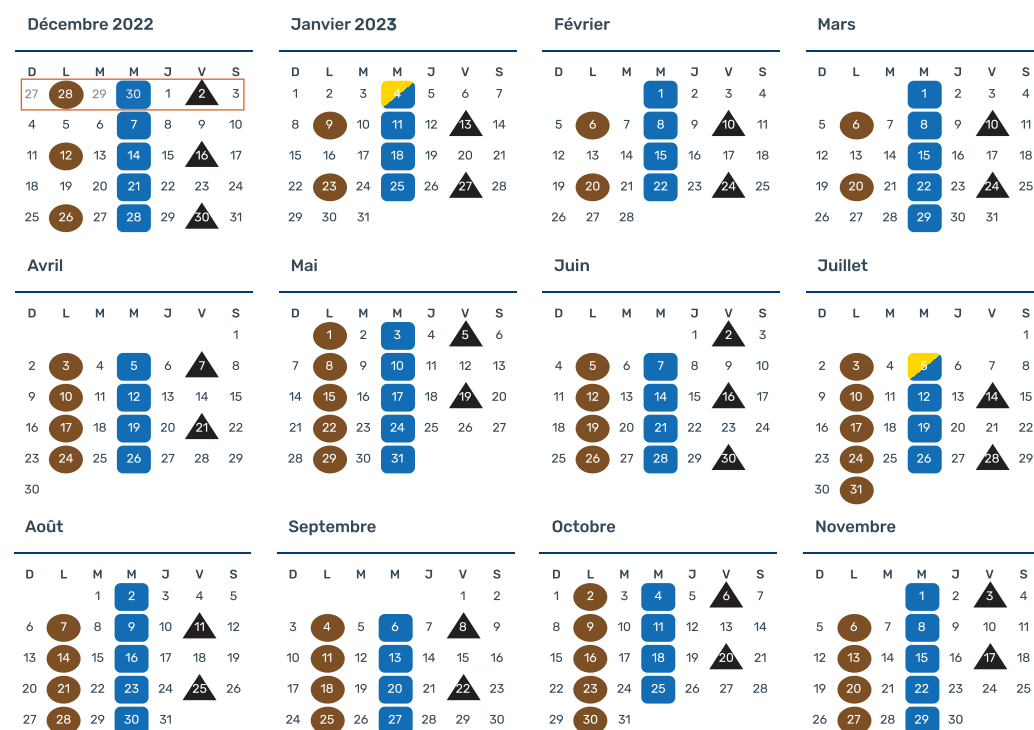 Décembre 2022
D L M M J V S
27 28 29 30 1 2 3
4 5 6 7 8 9 10
11 12 13 14 15 16 17
18 19 20 21 22 23 24
25 26 27 28 29 30 31
Janvier 2023
D L M M J V S
1 2 3 4 5 6 7
8 9 10 11 12 13 14
15 16 17 18 19 20 21
22 23 24 25 26 27 28
29 30 31
Février
D L M M J V S
1 2 3 4
5 6 7 8 9 10 11
12 13 14 15 16 17 18
19 20 21 22 23 24 25
26 27 28
Mars
D L M M J V S
1 2 3 4
5 6 7 8 9 10 11
12 13 14 15 16 17 18
19 20 21 22 23 24 25
26 27 28 29 30 31
Avril
D L M M J V S
1
2 3 4 5 6 7 8
9 10 11 12 13 14 15
16 17 18 19 20 21 22
23 24 25 26 27 28 29
30
Mai
D L M M J V S
1 2 3 4 5 6
7 8 9 10 11 12 13
14 15 16 17 18 19 20
21 22 23 24 25 26 27
28 29 30 31
Juin
D L M M J V S
1 2 3
4 5 6 7 8 9 10
11 12 13 14 15 16 17
18 19 20 21 22 23 24
25 26 27 28 29 30
Juillet
D L M M J V S
1
2 3 4 5 6 7 8
9 10 11 12 13 14 15
16 17 18 19 20 21 22
23 24 25 26 27 28 29
30 31
Août
D L M M J V S
1 2 3 4 5
6 7 8 9 10 11 12
13 14 15 16 17 18 19
20 21 22 23 24 25 26
27 28 29 30 31
Septembre
D L M M J V S
1 2
3 4 5 6 7 8 9
10 11 12 13 14 15 16
17 18 19 20 21 22 23
24 25 26 27 28 29 30
Octobre
D L M M J V S
1 2 3 4 5 6 7
8 9 10 11 12 13 14
15 16 17 18 19 20 21
22 23 24 25 26 27 28
29 30 31
Novembre
D L M M J V S
1 2 3 4
5 6 7 8 9 10 11
12 13 14 15 16 17 18
19 20 21 22 23 24 25
26 27 28 29 30